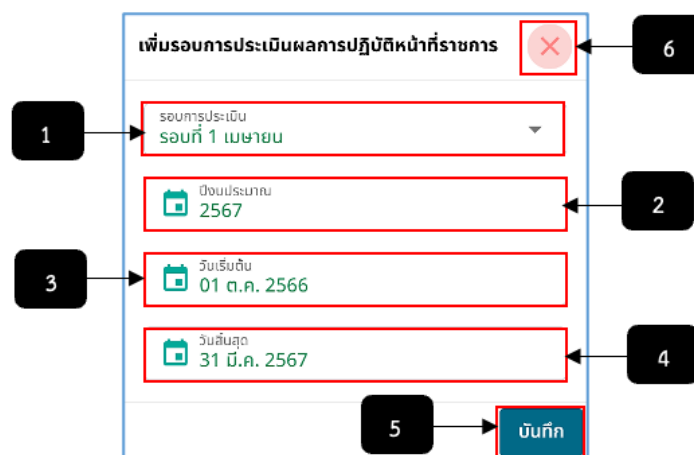 เพิ่มรอบการประเมินผลการปฏิบัติหน้าที่ราชการ
6
รอบการประเมิน
รอบที่ 1 เมษายน
1
ปีงบประมาณ
2567
2
วันเริ่มต้น
01 ต.ค. 2566
3
วันสิ้นสุด
31 มี.ค. 2567
4
5
บันทึก